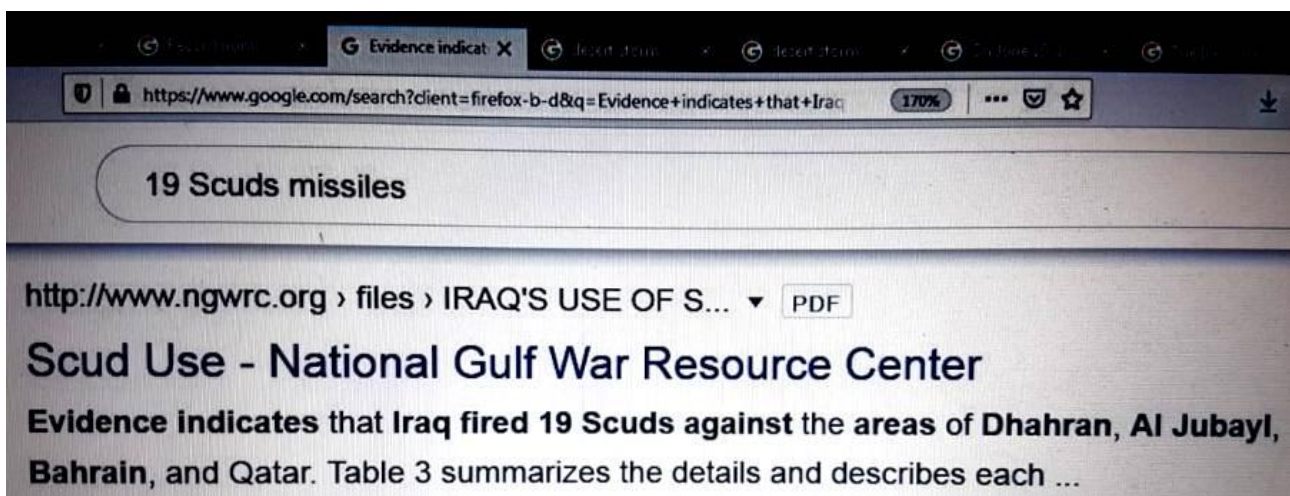 Evidence indicat X
https://www.google.com/search?client=firefox-b-d&q=Evidence+indicates+that+Iraq 170%
19 Scuds missiles
http://www.ngwrc.org › files › IRAQ'S USE OF S... ▼ PDF
Scud Use - National Gulf War Resource Center
Evidence indicates that Iraq fired 19 Scuds against the areas of Dhahran, Al Jubayl,
Bahrain, and Qatar. Table 3 summarizes the details and describes each ...